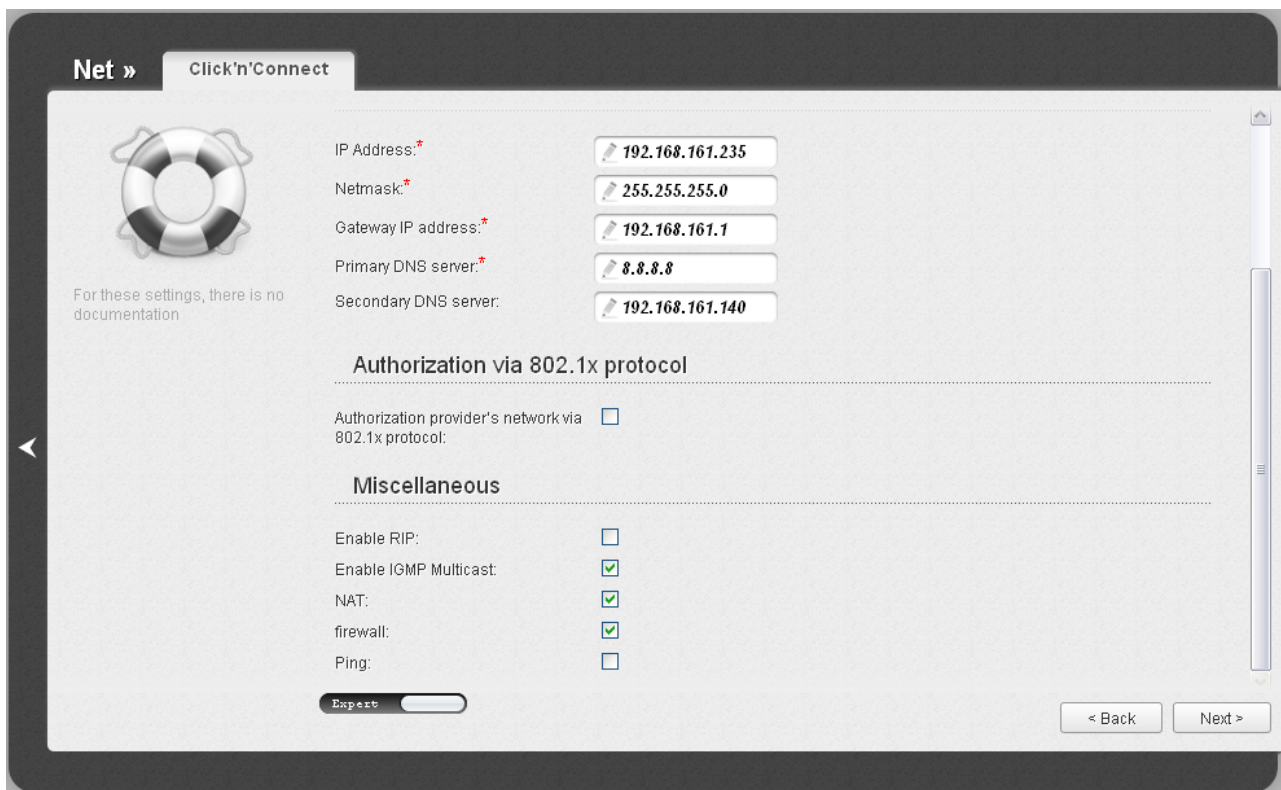 Net »
Click'n'Connect
For these settings, there is no
documentation
IP Address:*
192.168.161.235
Netmask:*
255.255.255.0
Gateway IP address:*
192.168.161.1
Primary DNS server:*
8.8.8.8
Secondary DNS server:
192.168.161.140
Authorization via 802.1x protocol
Authorization provider's network via
802.1x protocol:
Miscellaneous
Enable RIP:
Enable IGMP Multicast:
NAT:
firewall:
Ping:
Expert
< Back
Next >